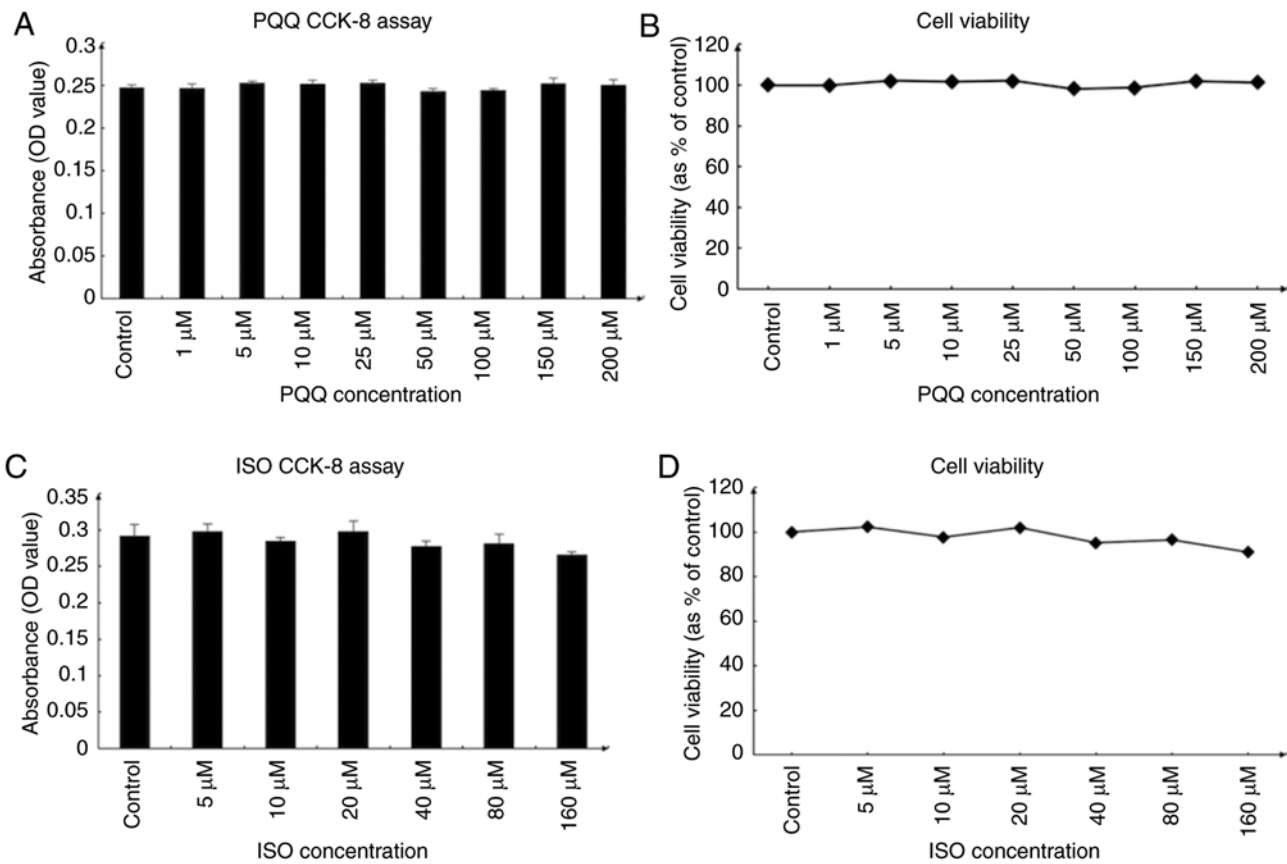 A
PQQ CCK-8 assay
0.3
0.25
0.2
0.15
0.1
0.05
0
Absorbance (OD value)
Control
1 μM
5 μM
10 μM
25 μM
50 μM
100 μM
150 μM
200 μM
PQQ concentration
B
Cell viability
120
100
80
60
40
20
0
Cell viability (as % of control)
Control
1 μM
5 μM
10 μM
25 μM
50 μM
100 μM
150 μM
200 μM
PQQ concentration
C
ISO CCK-8 assay
0.35
0.3
0.25
0.2
0.15
0.1
0.05
0
Absorbance (OD value)
Control
5 μM
10 μM
20 μM
40 μM
80 μM
160 μM
ISO concentration
D
Cell viability
120
100
80
60
40
20
0
Cell viability (as % of control)
Control
5 μM
10 μM
20 μM
40 μM
80 μM
160 μM
ISO concentration